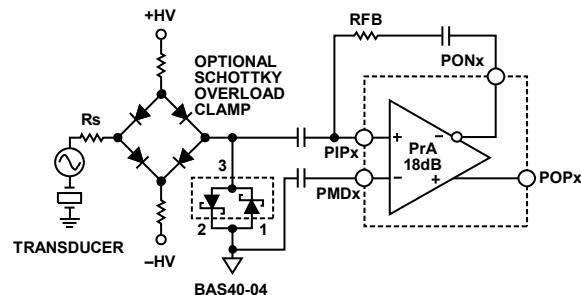 +HV
OPTIONAL
SCHOTTKY
OVERLOAD
CLAMP
RFB
PONx
Rs
PIPx
+
−
PrA
18dB
−
+
POPx
PMDx
3
2
1
TRANSDUCER
–HV
BAS40-04